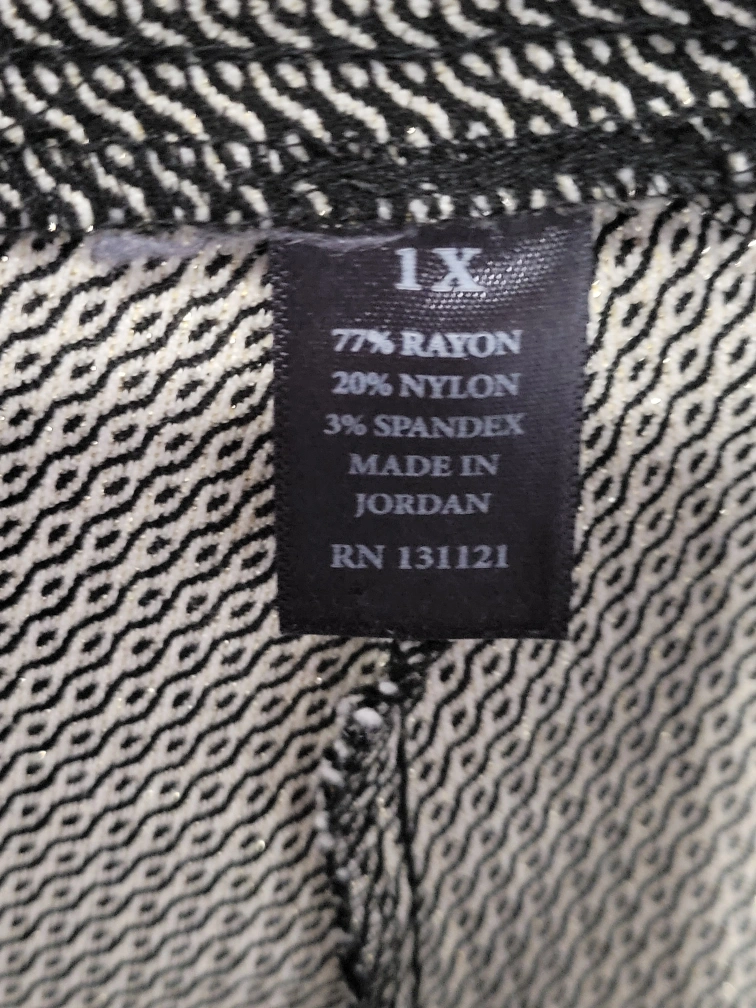 1X
77% RAYON
20% NYLON
3% SPANDEX
MADE IN
JORDAN
RN 131121